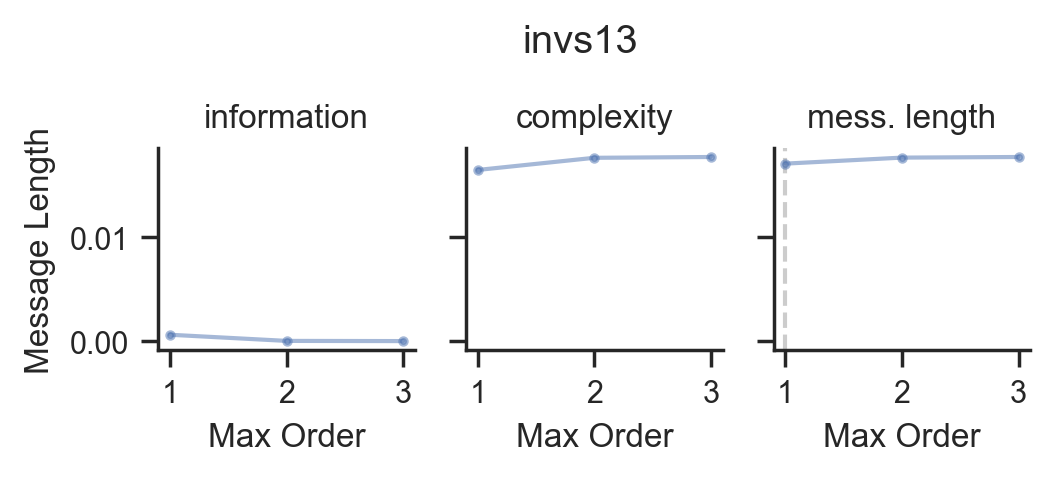 invs13
information
complexity
mess. length
Message Length
0.01
0.00
1 2 3
1 2 3
1 2 3
Max Order
Max Order
Max Order